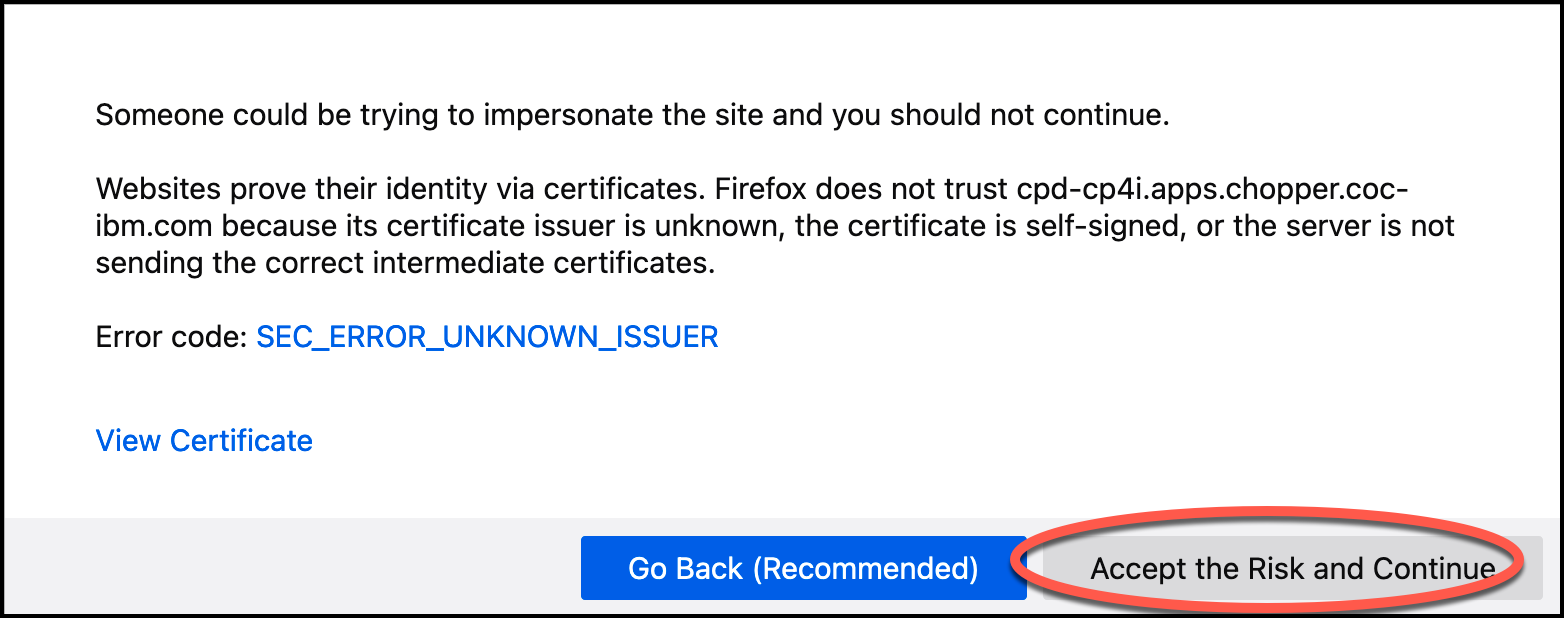 Someone could be trying to impersonate the site and you should not continue.
Websites prove their identity via certificates. Firefox does not trust cpd-cp4i.apps.chopper.coc-
ibm.com because its certificate issuer is unknown, the certificate is self-signed, or the server is not
sending the correct intermediate certificates.
Error code: SEC_ERROR_UNKNOWN_ISSUER
View Certificate
Go Back (Recommended)
Accept the Risk and Continue